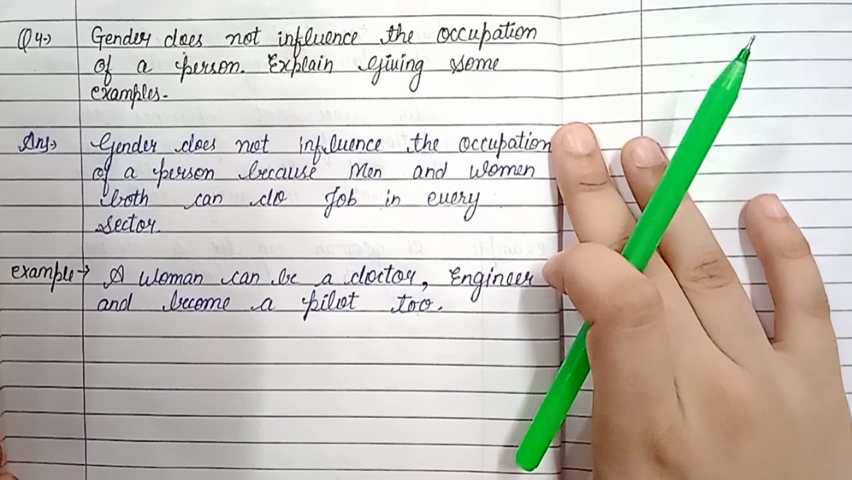 Q4→ Gender does not influence the occupation
of a person. Explain giving some
examples.
Ans→ Gender does not influence the occupation
of a person because Men and women
both can do Job in every
sector.
example→ A woman can be a doctor, Engineer
and become a pilot too.